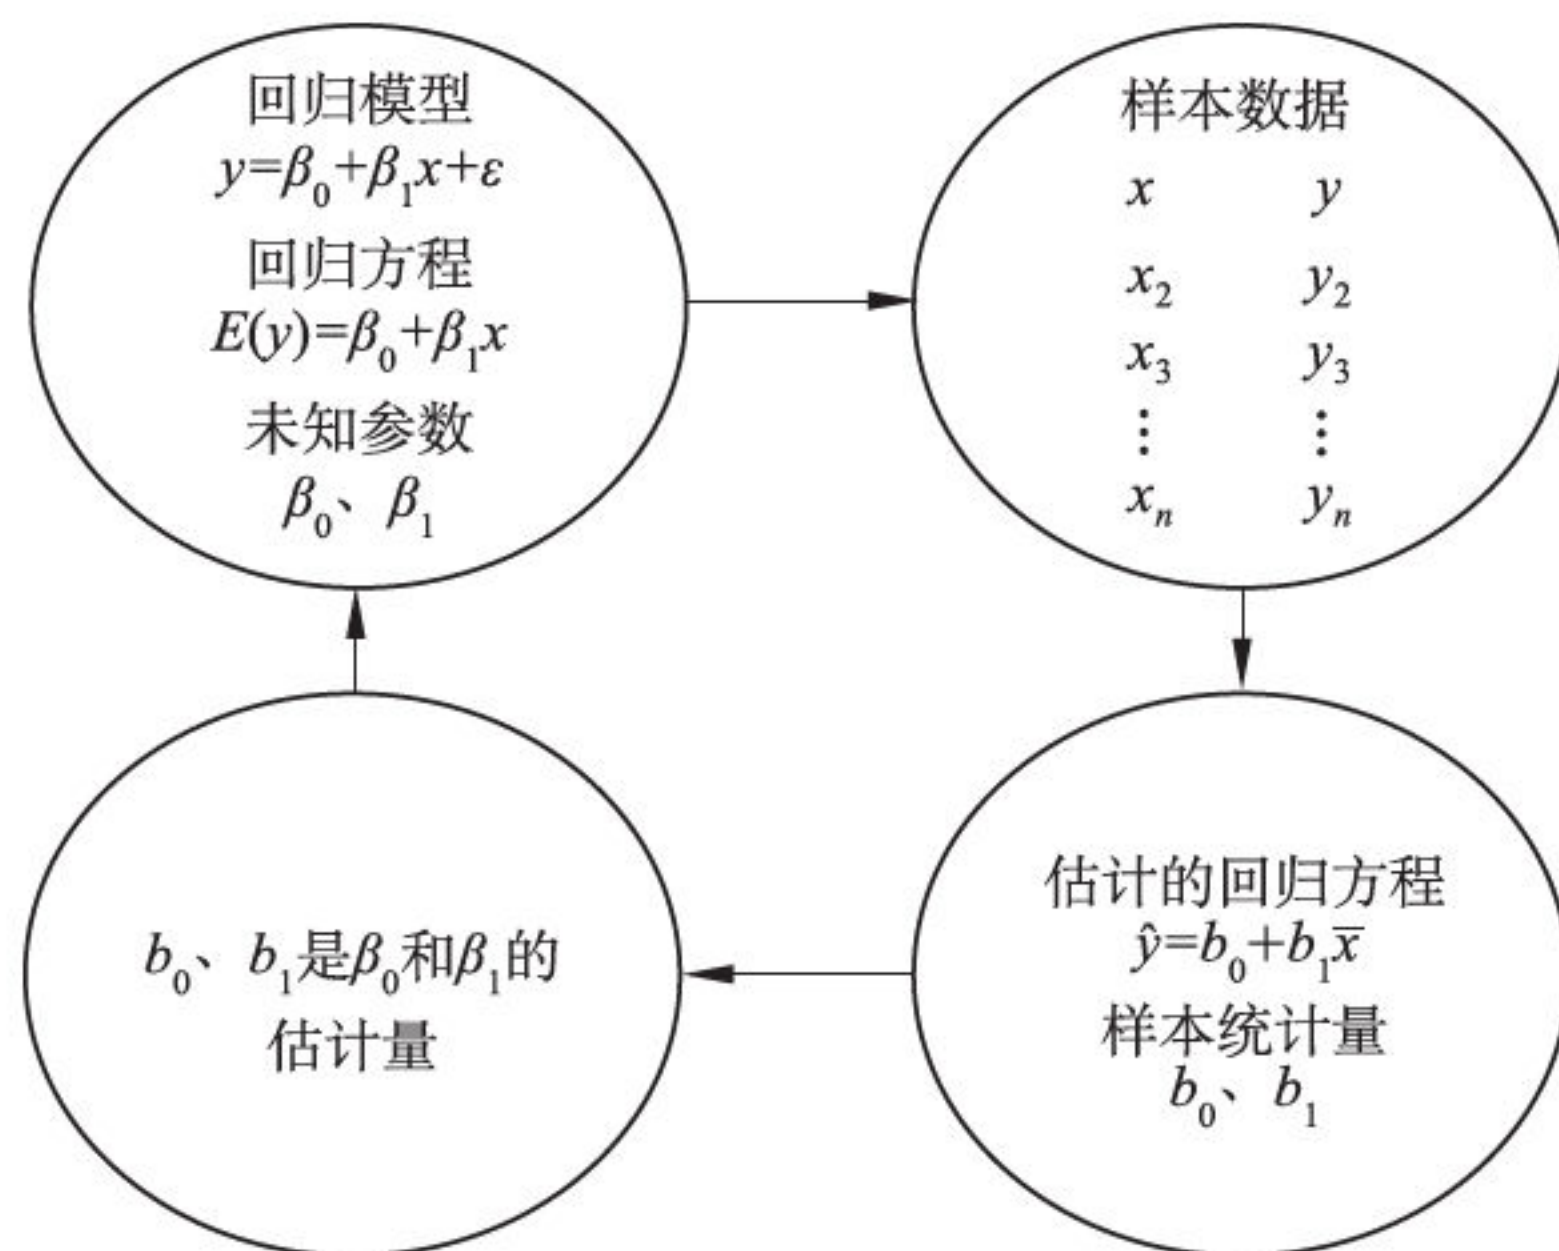 回归模型
y=β₀+β₁x+ε
回归方程
E(y)=β₀+β₁x
未知参数
β₀、β₁
样本数据
x y
x₂ y₂
x₃ y₃
⋮ ⋮
xₙ yₙ
估计的回归方程
ŷ=b₀+b₁x̅
样本统计量
b₀、b₁
b₀、b₁是β₀和β₁的
估计量